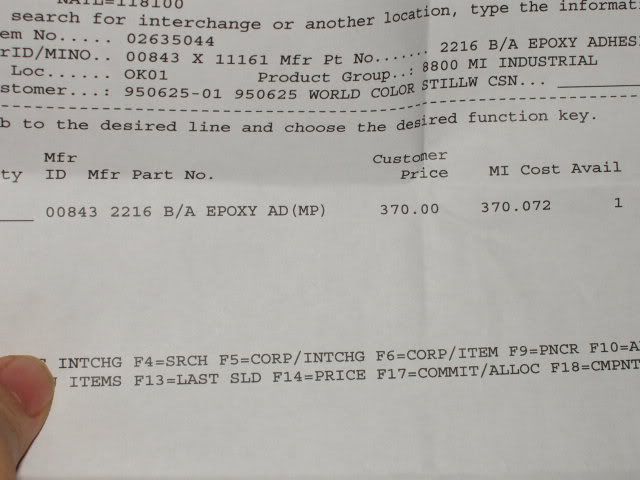 NAIL=118100
search for interchange or another location, type the informati
em No..... 02635044
rID/MINO.. 00843 X 11161 Mfr Pt No....... 2216 B/A EPOXY ADHES
Loc...... OK01 Product Group..: 8800 MI INDUSTRIAL
stomer...: 950625-01 950625 WORLD COLOR STILLW CSN...
b to the desired line and choose the desired function key.
Mfr Customer
ty ID Mfr Part No. Price MI Cost Avail
00843 2216 B/A EPOXY AD(MP) 370.00 370.072 1
INTCHG F4=SRCH F5=CORP/INTCHG F6=CORP/ITEM F9=PNCR F10=A
ITEMS F13=LAST SLD F14=PRICE F17=COMMIT/ALLOC F18=CMPNT